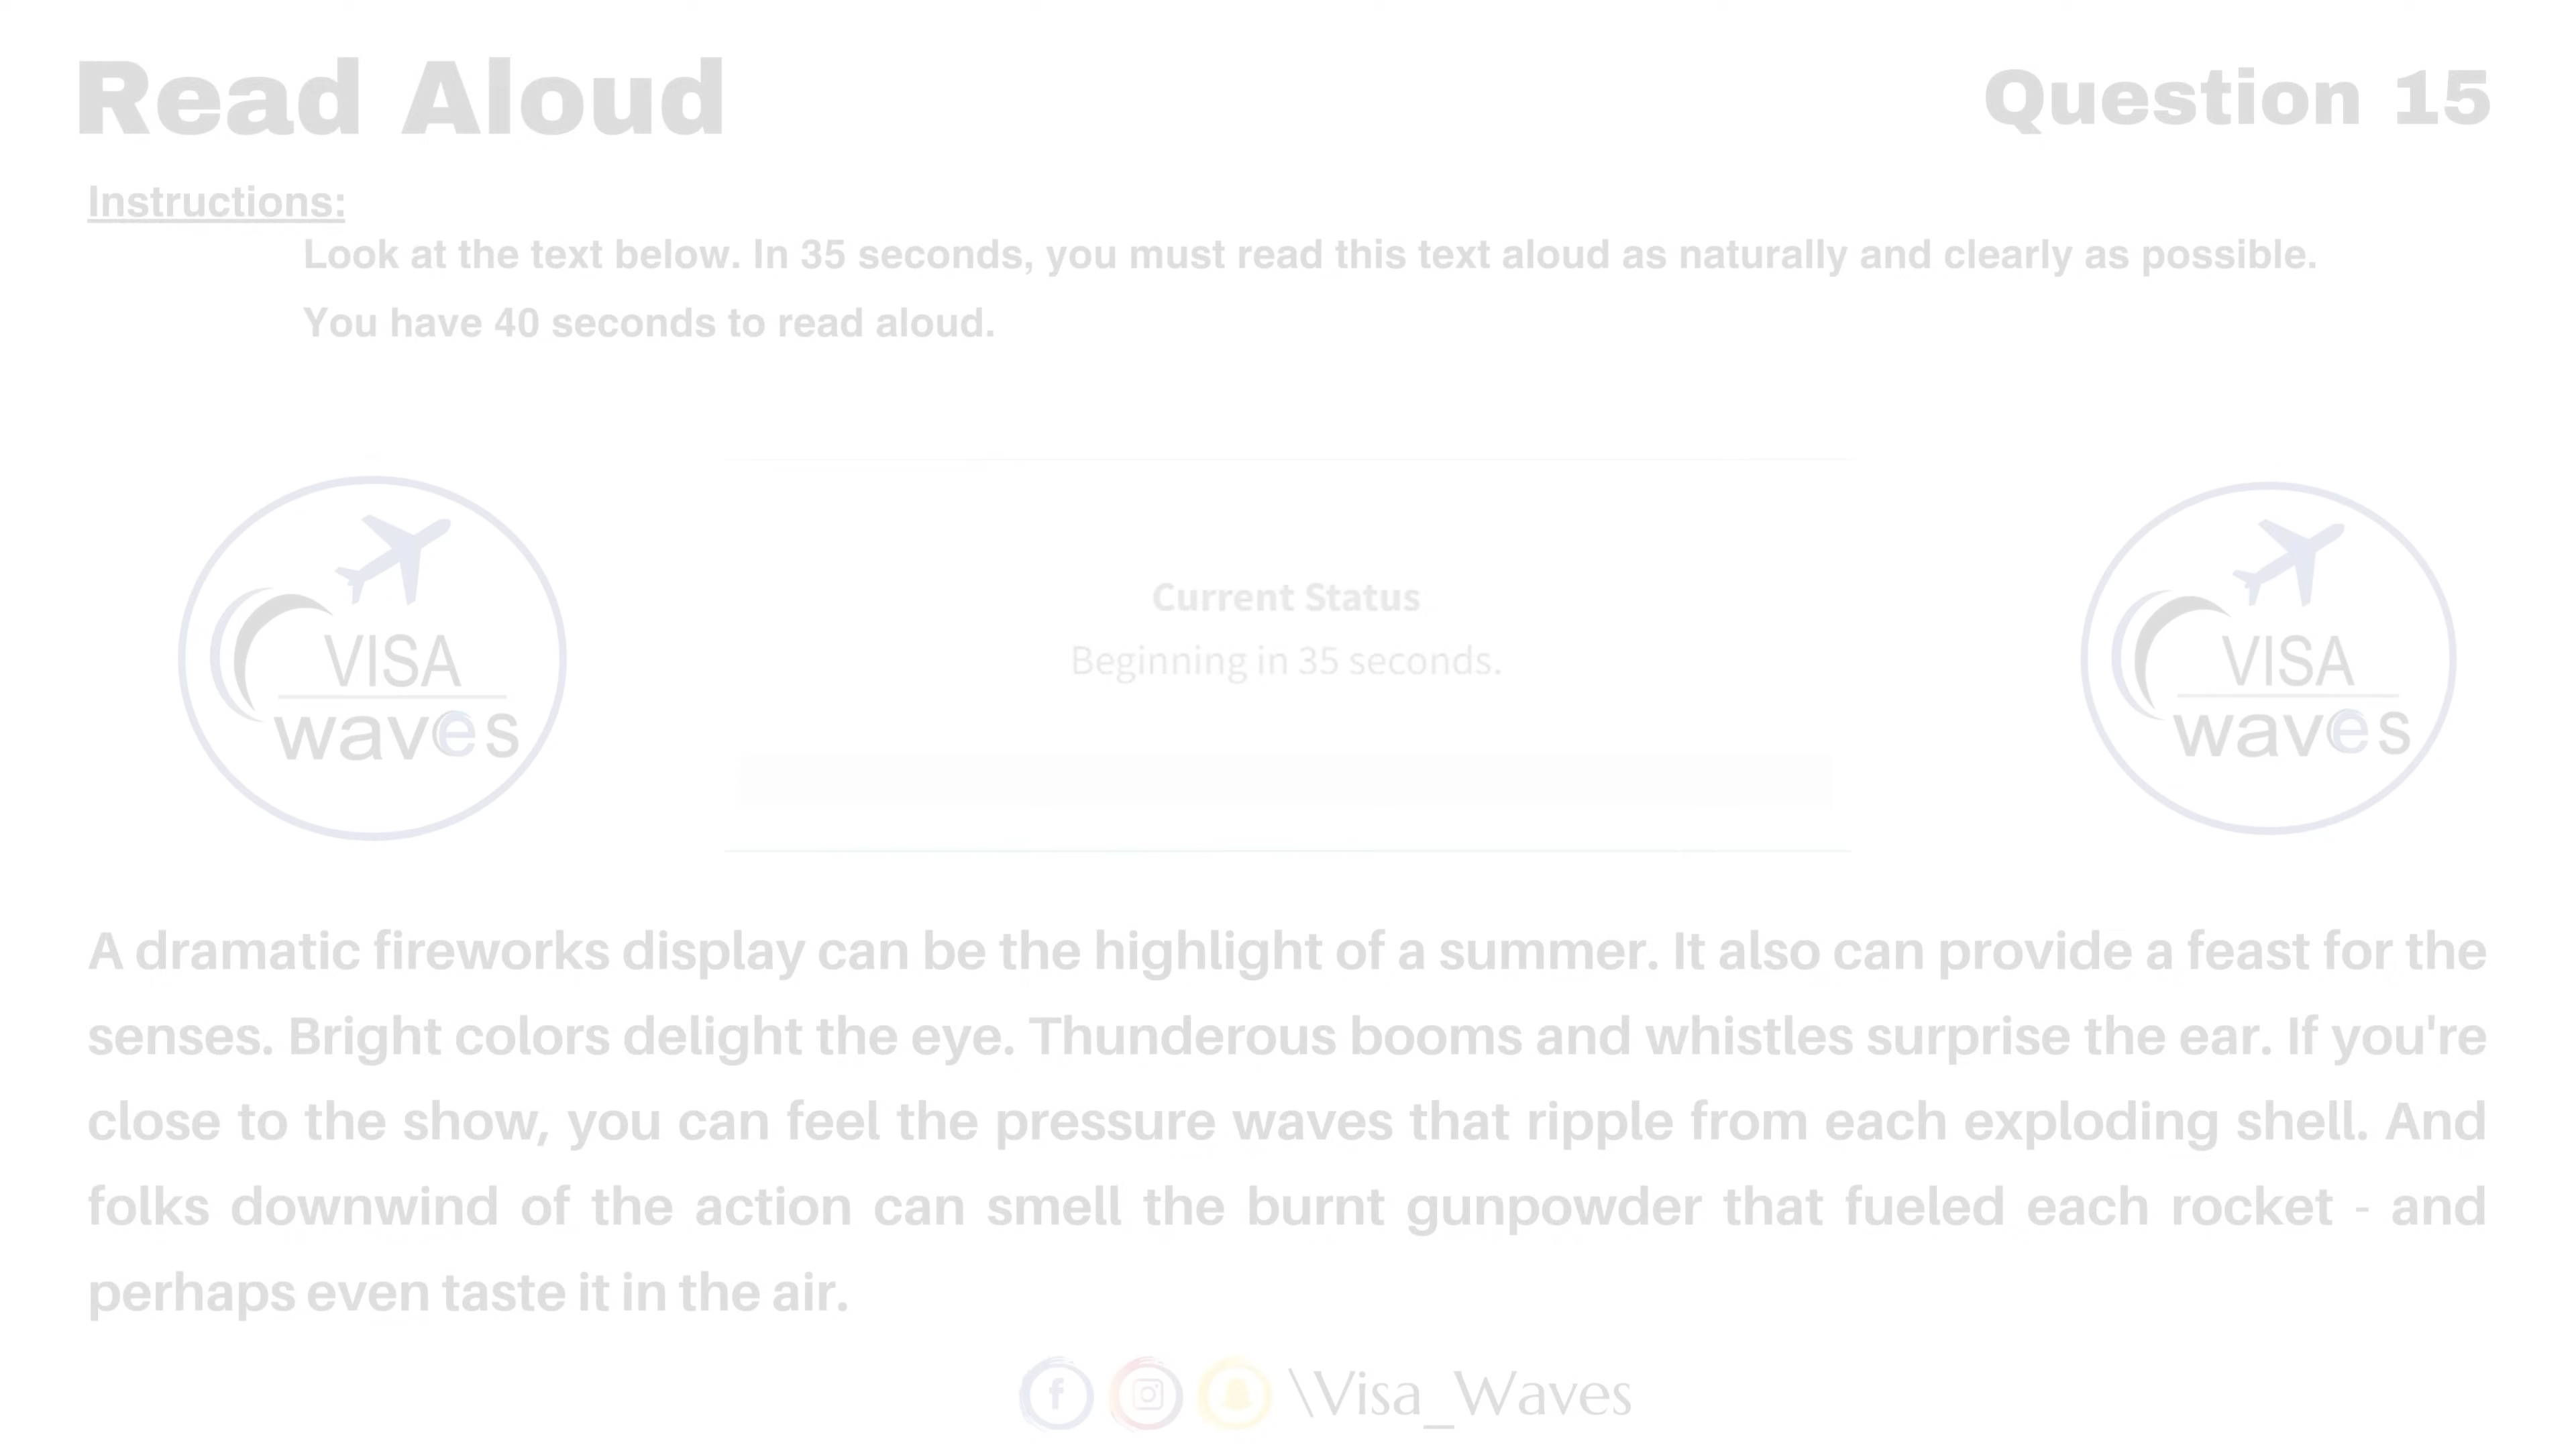 Read Aloud
Question 15
Instructions:
Look at the text below. In 35 seconds, you must read this text aloud as naturally and clearly as possible.
You have 40 seconds to read aloud.
VISA
waves
Current Status
Beginning in 35 seconds.
VISA
waves
A dramatic fireworks display can be the highlight of a summer. It also can provide a feast for the
senses. Bright colors delight the eye. Thunderous booms and whistles surprise the ear. If you're
close to the show, you can feel the pressure waves that ripple from each exploding shell. And
folks downwind of the action can smell the burnt gunpowder that fueled each rocket - and
perhaps even taste it in the air.
\Visa_Waves